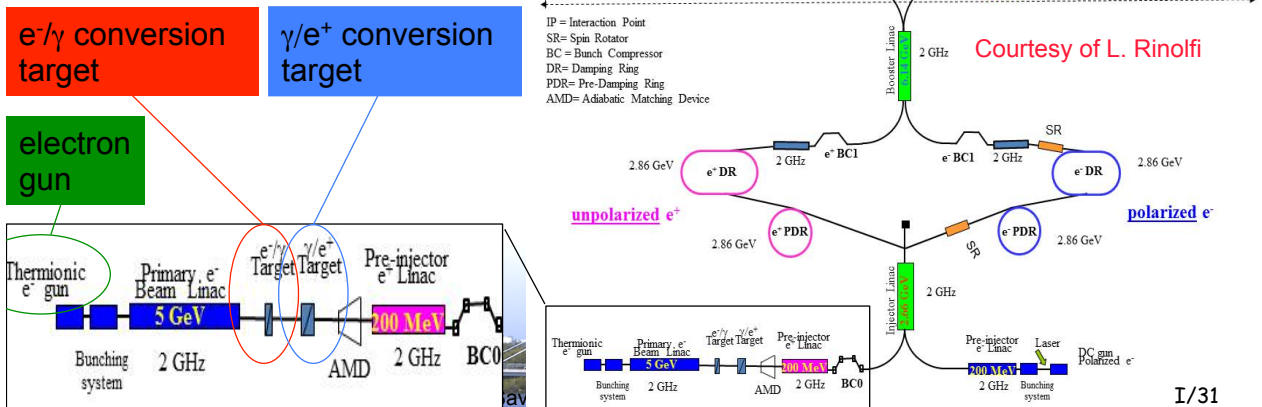 e-/γ conversion
target
γ/e+ conversion
target
electron
gun
Thermionic
e- gun
Primary e-
Beam Linac
e-/γ
Target
γ/e+
Target
Pre-injector
e+ Linac
5 GeV
200 MeV
Bunching
system
2 GHz
AMD
2 GHz
BC0
IP = Interaction Point
SR= Spin Rotator
BC = Bunch Compressor
DR= Damping Ring
PDR= Pre-Damping Ring
AMD= Adiabatic Matching Device
Booster Linac
6.14 GeV
2 GHz
Courtesy of L. Rinolfi
2.86 GeV
2 GHz
e+ BC1
e- BC1
2 GHz
SR
2.86 GeV
e+ DR
e- DR
unpolarized e+
polarized e-
e+ PDR
2.86 GeV
SR
e- PDR
2.86 GeV
Injector Linac
2.66 GeV
2 GHz
Thermionic
e- gun
Primary e-
Beam Linac
e-/γ
Target
γ/e+
Target
Pre-injector
e+ Linac
5 GeV
200 MeV
Bunching
system
2 GHz
AMD
2 GHz
BC0
Pre-injector
e- Linac
Laser
DC gun
Polarized e-
200 MeV
2 GHz
Bunching
system
I/31